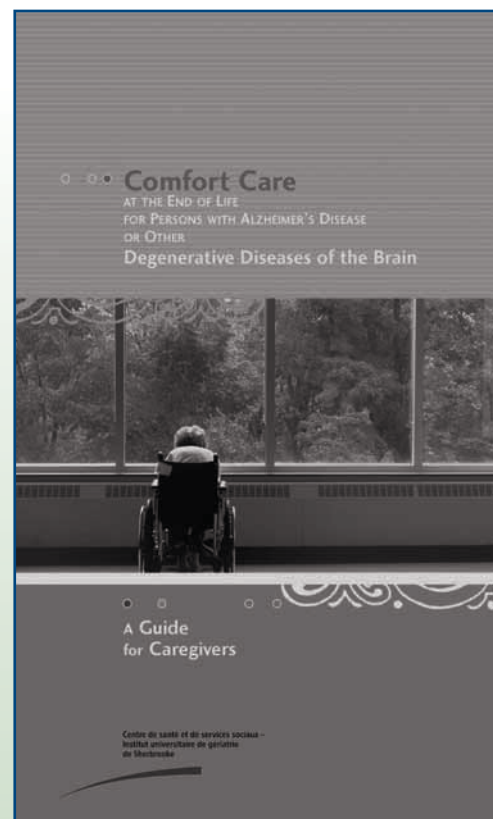 Comfort Care
AT THE END OF LIFE
FOR PERSONS WITH ALZHEIMER'S DISEASE
OR OTHER
Degenerative Diseases of the Brain
A Guide
for Caregivers
Centre de santé et de services sociaux –
Institut universitaire de gériatrie
de Sherbrooke